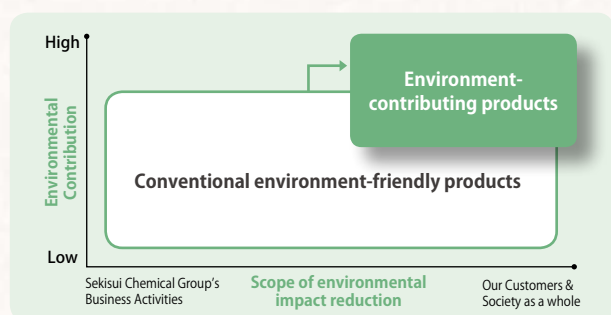 High
Environmental
Contribution
Low
Environment-
contributing products
Conventional environment-friendly products
Sekisui Chemical Group's
Business Activities
Scope of environmental
impact reduction
Our Customers &
Society as a whole